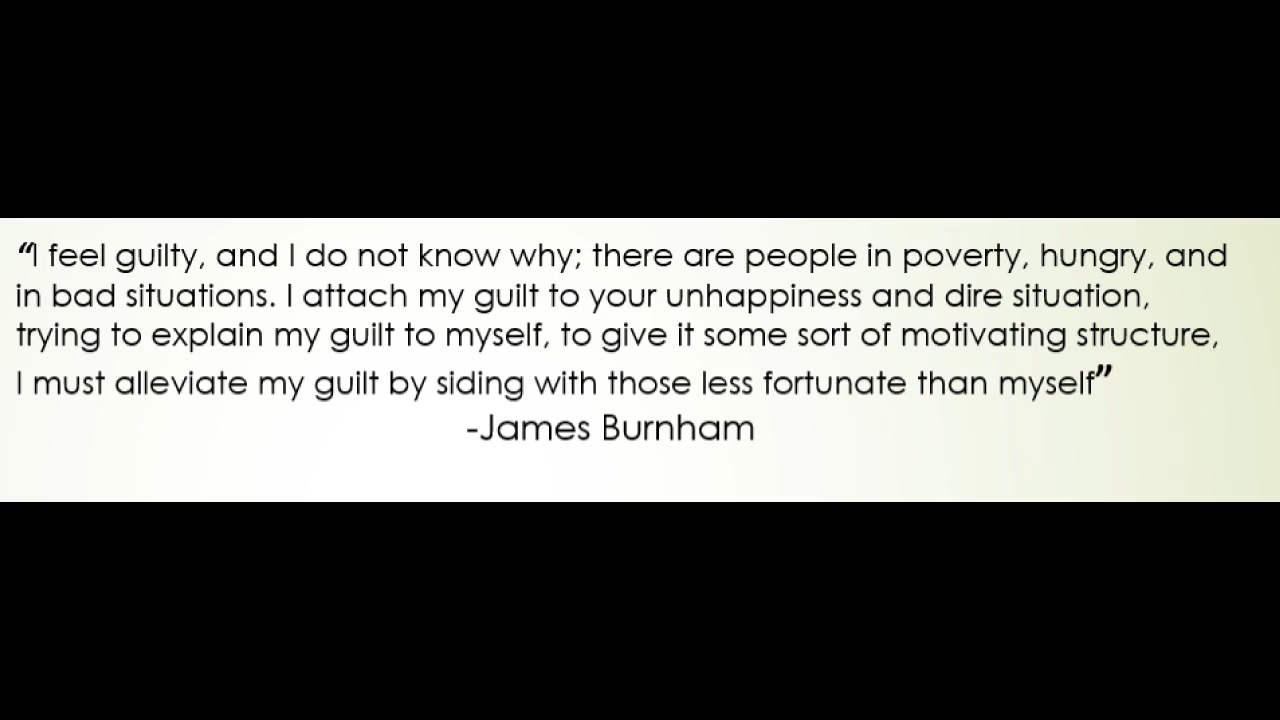 “I feel guilty, and I do not know why; there are people in poverty, hungry, and
in bad situations. I attach my guilt to your unhappiness and dire situation,
trying to explain my guilt to myself, to give it some sort of motivating structure,
I must alleviate my guilt by siding with those less fortunate than myself”
-James Burnham